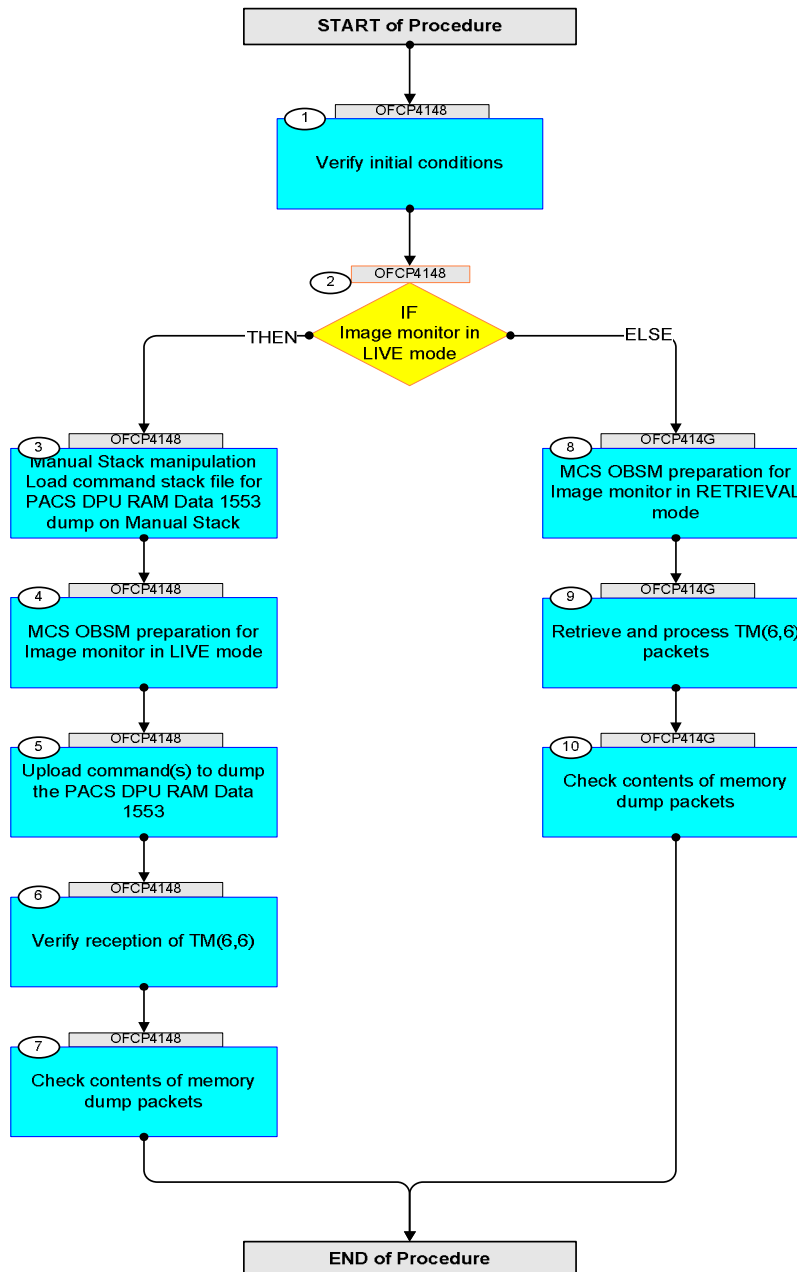 START of Procedure
OFCP4148
1
Verify initial conditions
OFCP4148
2
IF
Image monitor in
LIVE mode
THEN
ELSE
OFCP4148
3
Manual Stack manipulation
Load command stack file for
PACS DPU RAM Data 1553
dump on Manual Stack
OFCP4148
4
MCS OBSM preparation for
Image monitor in LIVE mode
OFCP4148
5
Upload command(s) to dump
the PACS DPU RAM Data
1553
OFCP4148
6
Verify reception of TM(6,6)
OFCP4148
7
Check contents of memory
dump packets
OFCP414G
8
MCS OBSM preparation for
Image monitor in RETRIEVAL
mode
OFCP414G
9
Retrieve and process TM(6,6)
packets
OFCP414G
10
Check contents of memory
dump packets
END of Procedure